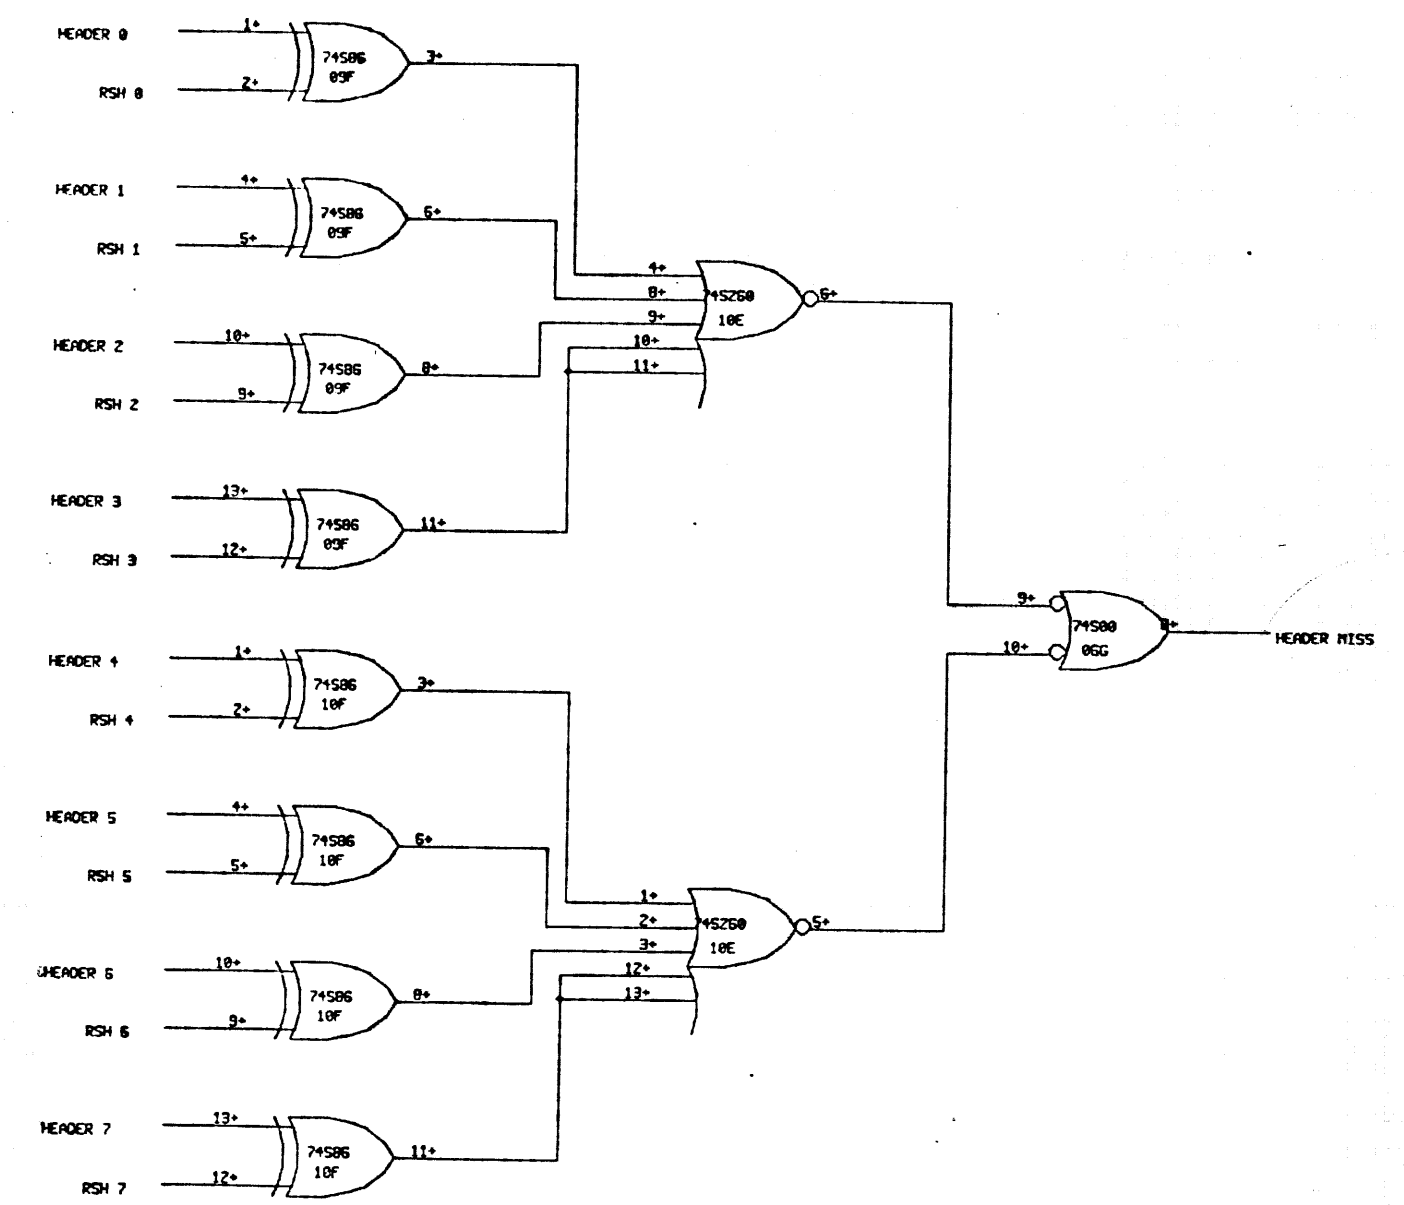 HEADER 0
1+
74S86
09F
3+
RSH 0
2+
HEADER 1
4+
74S86
09F
6+
RSH 1
5+
4+
8+
9+
10+
11+
74S260
10E
6+
HEADER 2
10+
74S86
09F
8+
RSH 2
9+
HEADER 3
13+
74S86
09F
11+
RSH 3
12+
9+
10+
74S00
06G
8+
HEADER MISS
HEADER 4
1+
74S86
10F
3+
RSH 4
2+
HEADER 5
4+
74S86
10F
6+
RSH 5
5+
1+
2+
3+
12+
13+
74S260
10E
5+
HEADER 6
10+
74S86
10F
8+
RSH 6
9+
HEADER 7
13+
74S86
10F
11+
RSH 7
12+